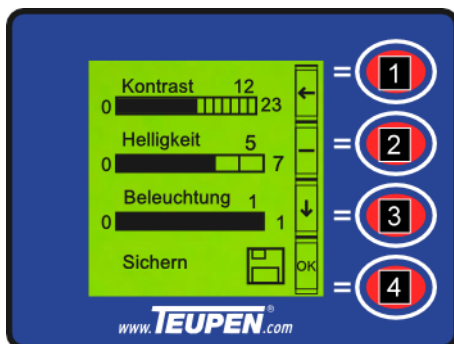 Kontrast 12
0 23
Helligkeit 5
0 7
Beleuchtung 1
0 1
Sichern
←
−
↓
OK
= 1
= 2
= 3
= 4
www.TEUPEN®.com